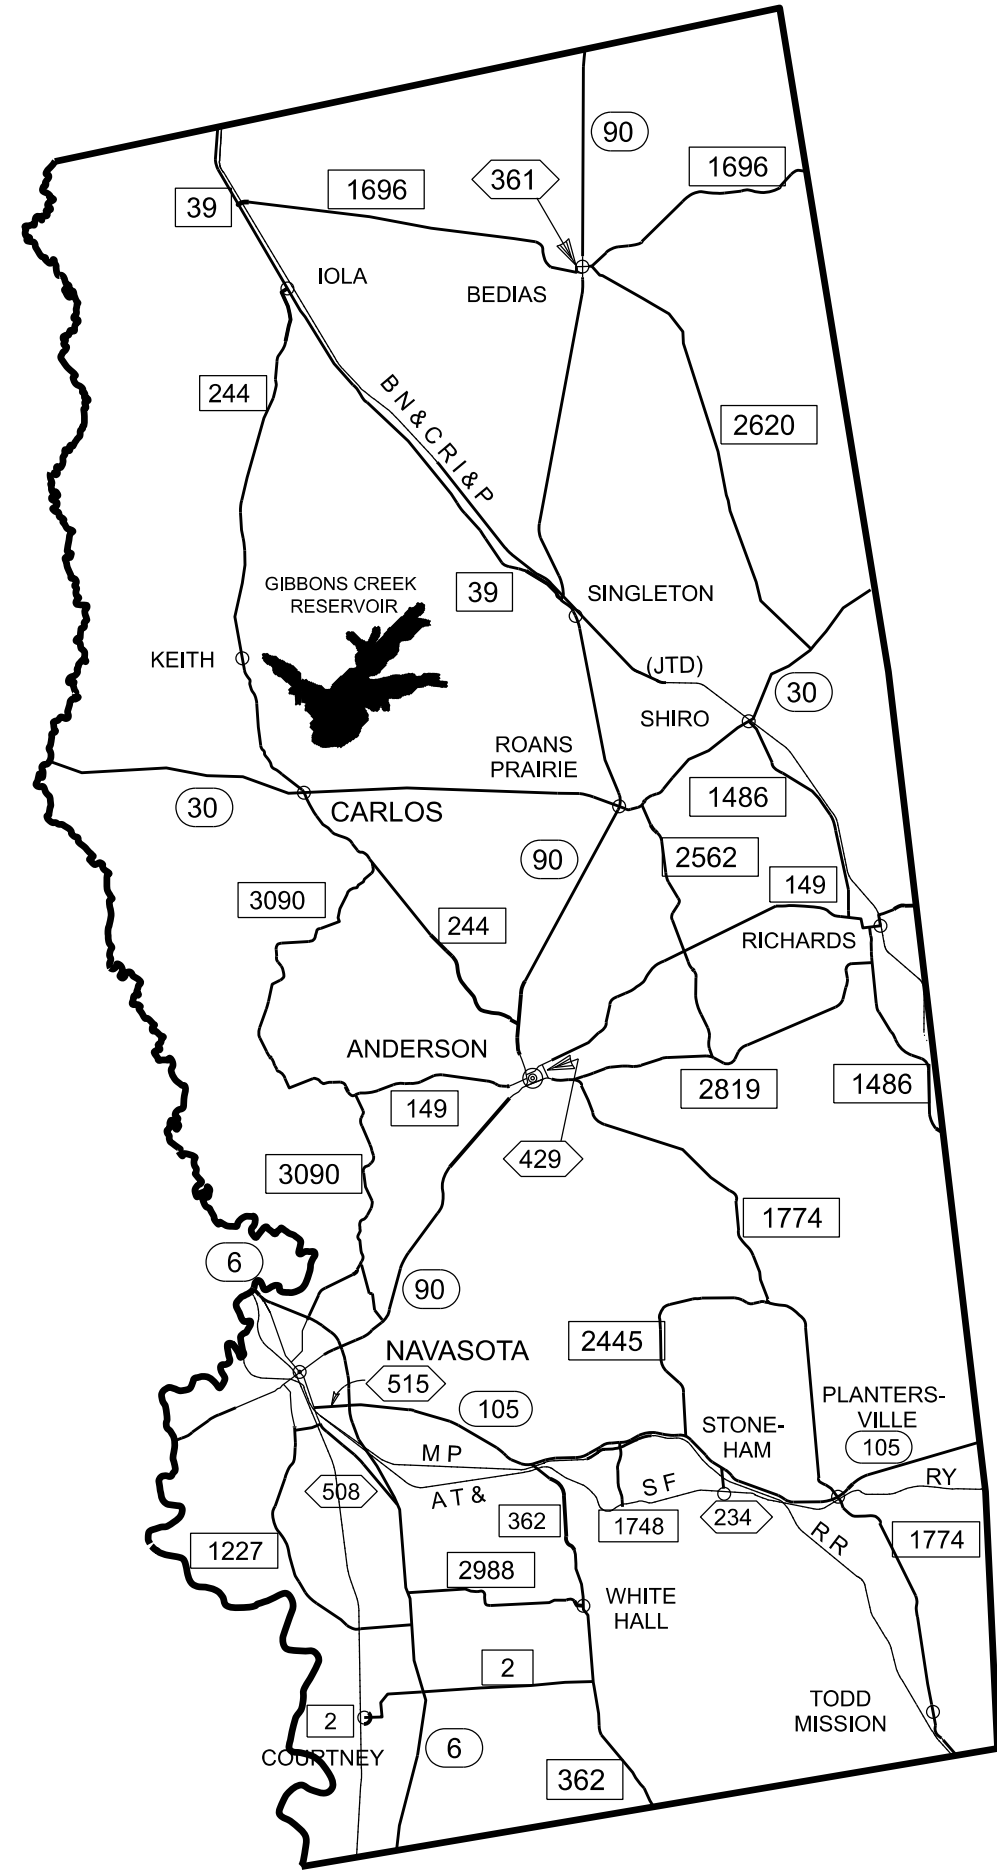 90
1696
361
1696
39
IOLA
BEDIAS
244
BN&CRI&P
2620
GIBBONS CREEK
RESERVOIR
39
SINGLETON
KEITH
(JTD)
30
SHIRO
ROANS
PRAIRIE
30
CARLOS
1486
90
2562
149
3090
244
RICHARDS
ANDERSON
2819
1486
149
429
3090
1774
6
90
2445
NAVASOTA
515
PLANTERS-
VILLE
105
STONE-
HAM
105
MP
SF
RY
AT&
508
362
1748
234
RR
1774
1227
2988
WHITE
HALL
2
TODD
MISSION
2
COURTNEY
6
362